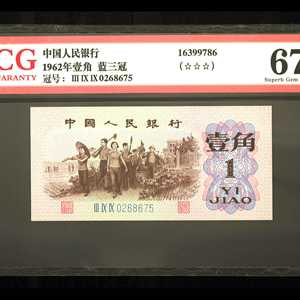 CG
GUARANTY
中国人民银行
1962年壹角 蓝三冠
冠号： III IX IX 0268675
16399786
(☆☆☆)
67
Superb Gem
中國人民銀行
壹角
1
YI
JIAO
III IX IX 0268675